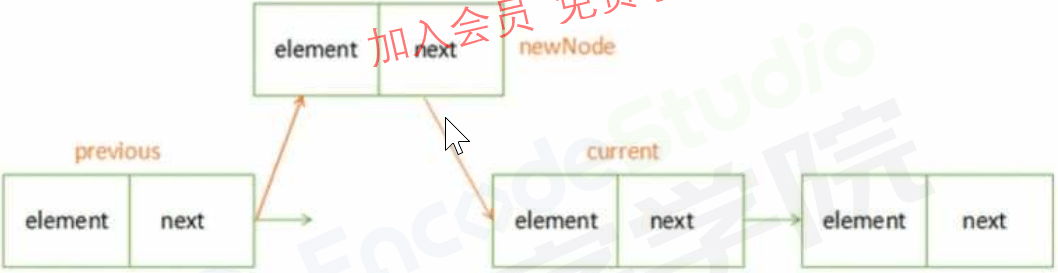 加入会员 免费
element next newNode
previous current
element next element next element next
EncodeStudio
学院